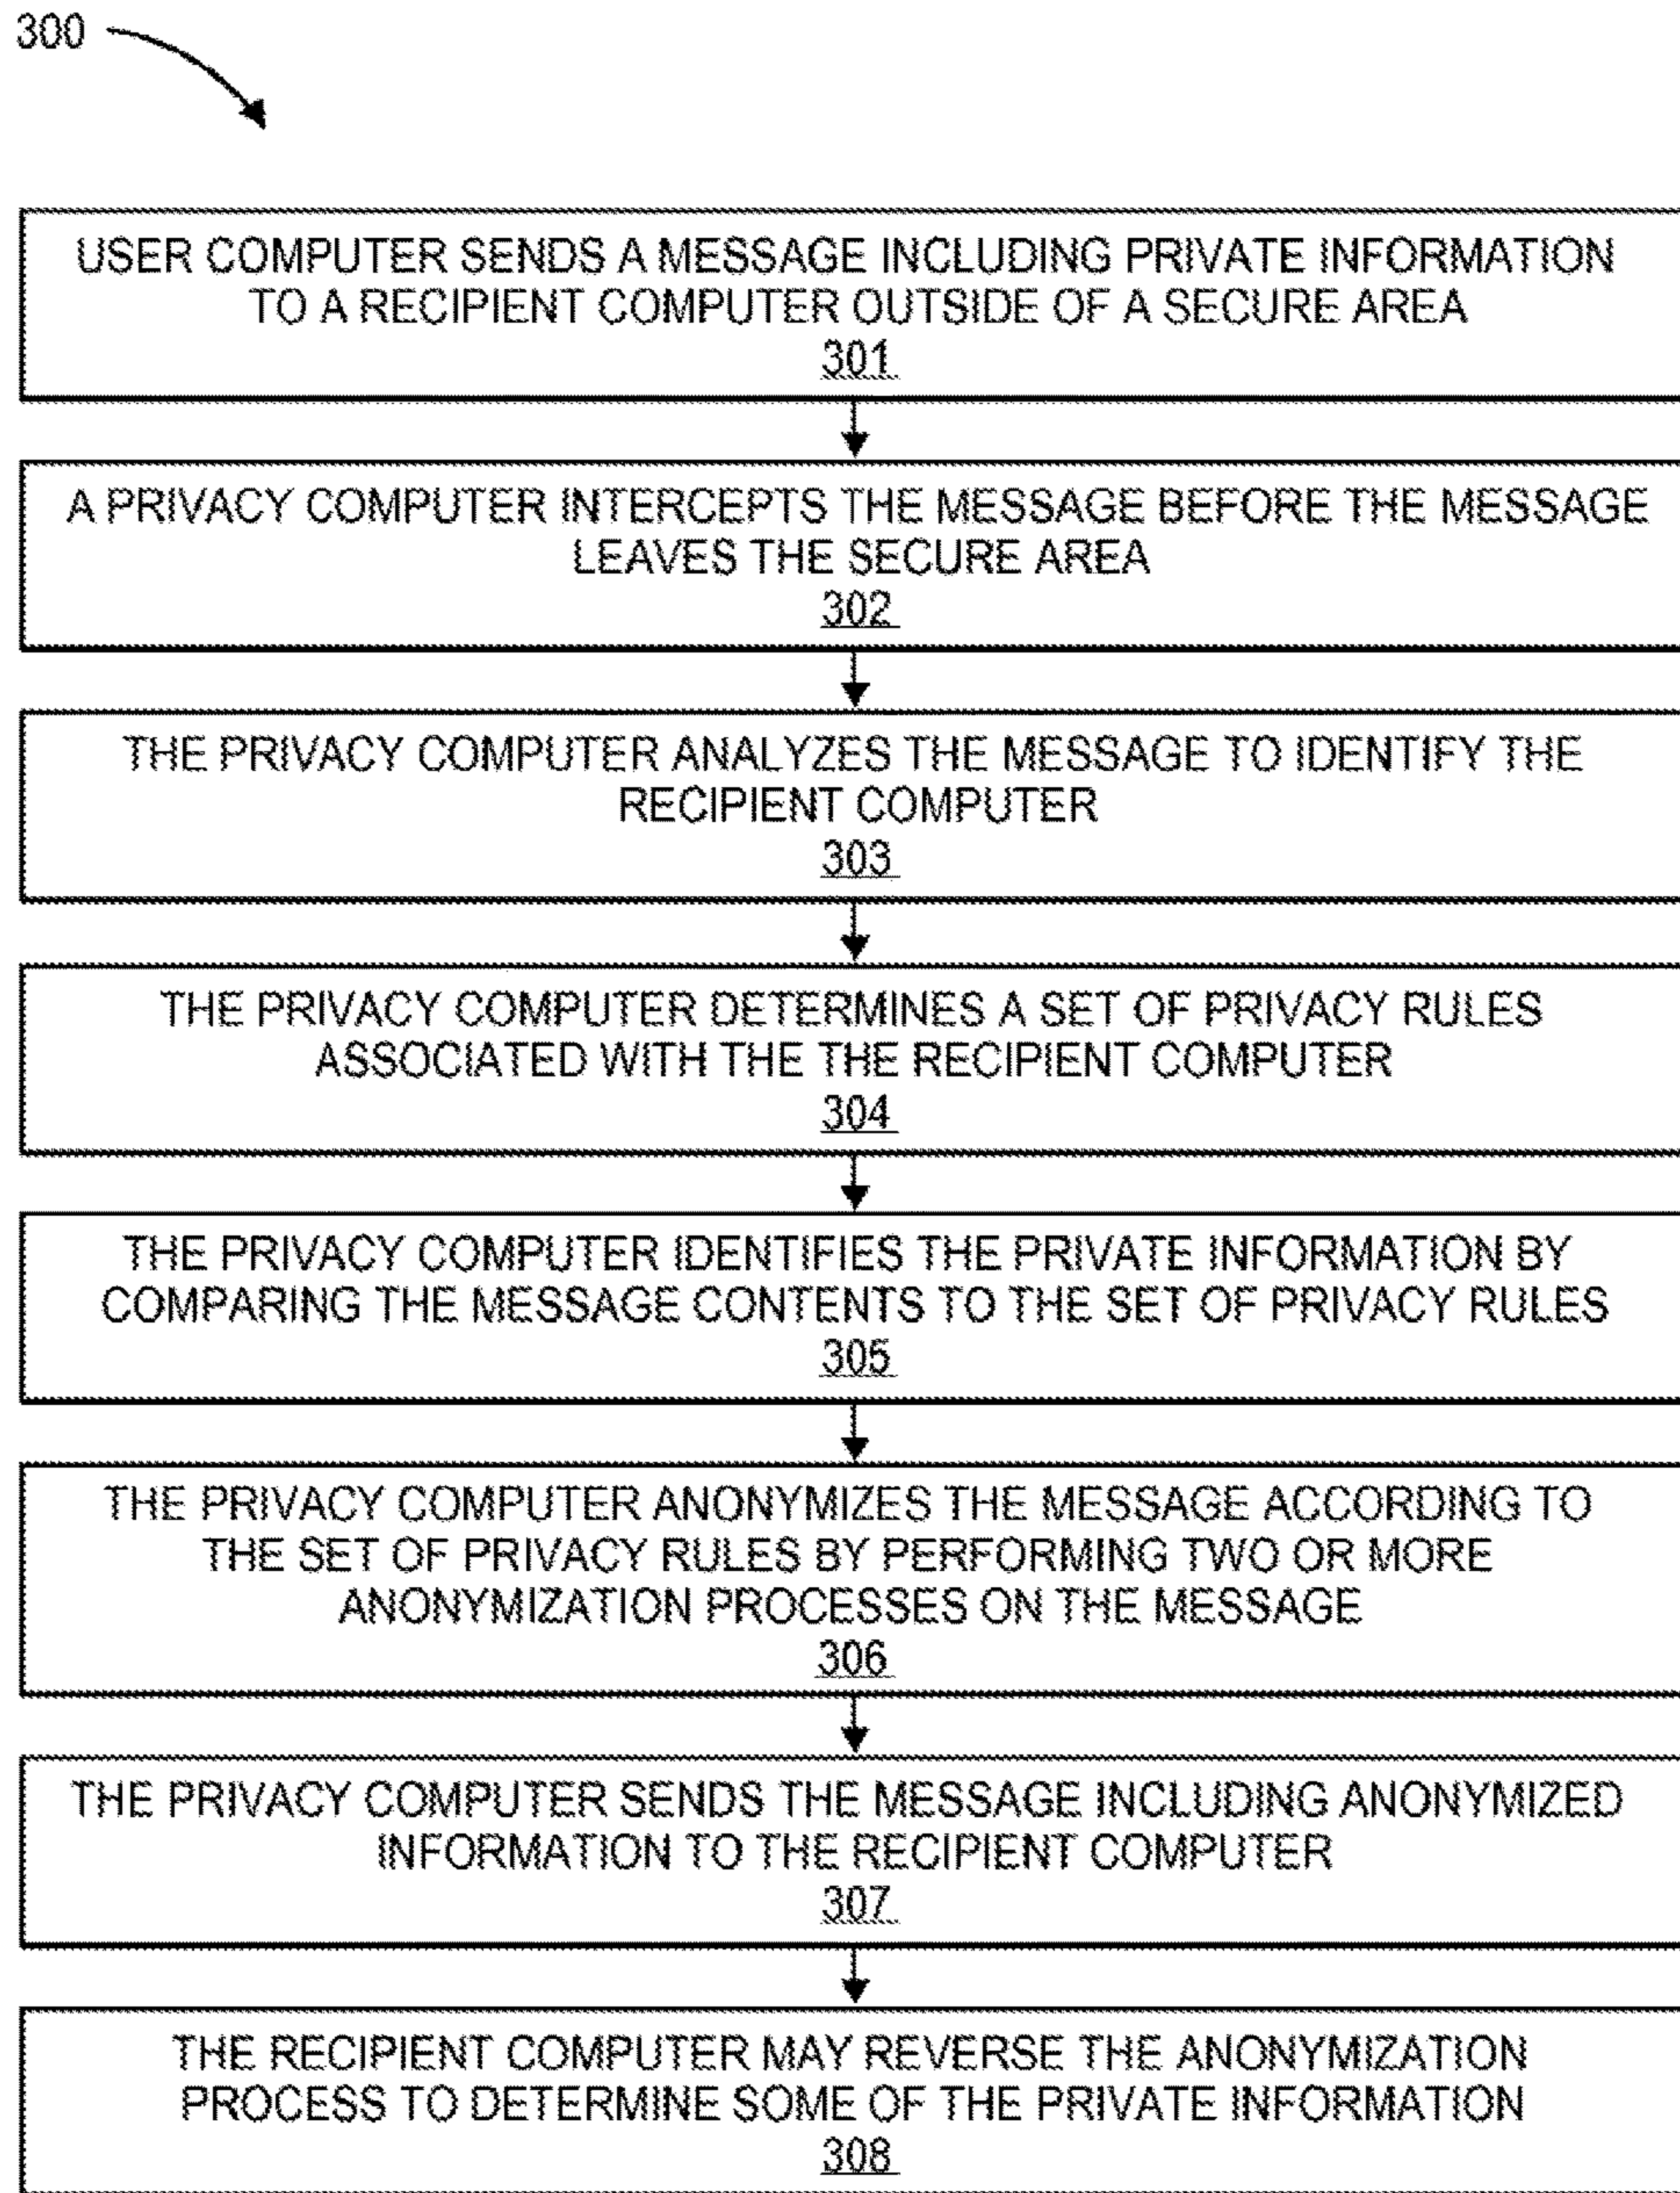 300
USER COMPUTER SENDS A MESSAGE INCLUDING PRIVATE INFORMATION
TO A RECIPIENT COMPUTER OUTSIDE OF A SECURE AREA
301
A PRIVACY COMPUTER INTERCEPTS THE MESSAGE BEFORE THE MESSAGE
LEAVES THE SECURE AREA
302
THE PRIVACY COMPUTER ANALYZES THE MESSAGE TO IDENTIFY THE
RECIPIENT COMPUTER
303
THE PRIVACY COMPUTER DETERMINES A SET OF PRIVACY RULES
ASSOCIATED WITH THE THE RECIPIENT COMPUTER
304
THE PRIVACY COMPUTER IDENTIFIES THE PRIVATE INFORMATION BY
COMPARING THE MESSAGE CONTENTS TO THE SET OF PRIVACY RULES
305
THE PRIVACY COMPUTER ANONYMIZES THE MESSAGE ACCORDING TO
THE SET OF PRIVACY RULES BY PERFORMING TWO OR MORE
ANONYMIZATION PROCESSES ON THE MESSAGE
306
THE PRIVACY COMPUTER SENDS THE MESSAGE INCLUDING ANONYMIZED
INFORMATION TO THE RECIPIENT COMPUTER
307
THE RECIPIENT COMPUTER MAY REVERSE THE ANONYMIZATION
PROCESS TO DETERMINE SOME OF THE PRIVATE INFORMATION
308